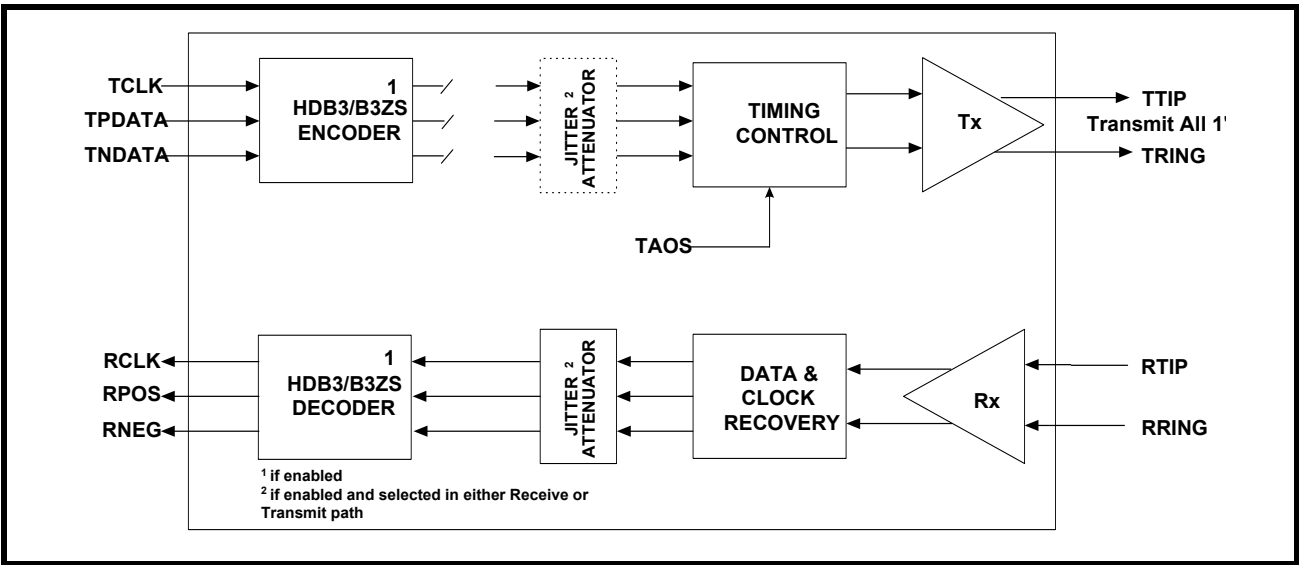 TCLK
TPDATA
TNDATA
1
HDB3/B3ZS
ENCODER
JITTER 2
ATTENUATOR
TIMING
CONTROL
Tx
TTIP
Transmit All 1'
TRING
TAOS
RCLK
RPOS
RNEG
1
HDB3/B3ZS
DECODER
JITTER 2
ATTENUATOR
DATA &
CLOCK
RECOVERY
Rx
RTIP
RRING
1 if enabled
2 if enabled and selected in either Receive or
Transmit path